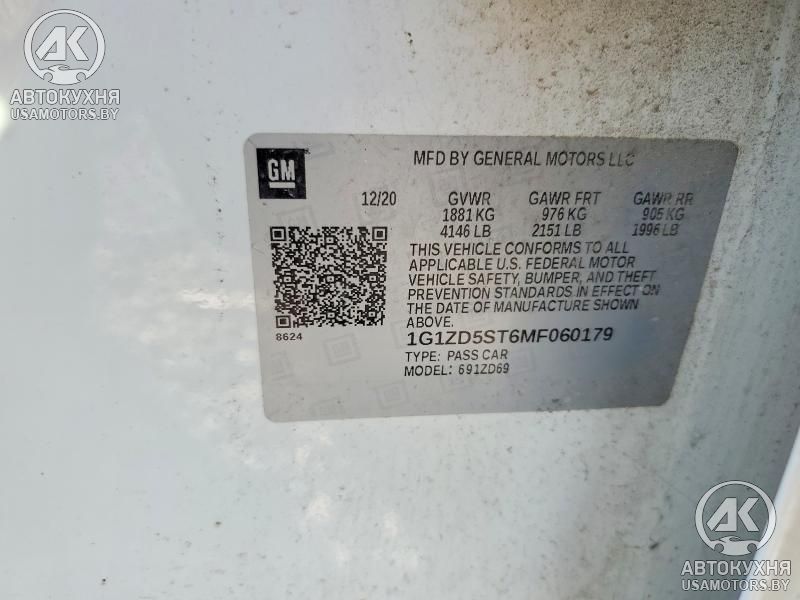 AK
АВТОКУХНЯ
USAMOTORS.BY
GM
MFD BY GENERAL MOTORS LLC
12/20 GVWR GAWR FRT GAWR RR
1881 KG 976 KG 905 KG
4146 LB 2151 LB 1996 LB
THIS VEHICLE CONFORMS TO ALL
APPLICABLE U.S. FEDERAL MOTOR
VEHICLE SAFETY, BUMPER, AND THEFT
PREVENTION STANDARDS IN EFFECT ON
THE DATE OF MANUFACTURE SHOWN
ABOVE.
8624
1G1ZD5ST6MF060179
TYPE: PASS CAR
MODEL: 691ZD69
AK
АВТОКУХНЯ
USAMOTORS.BY